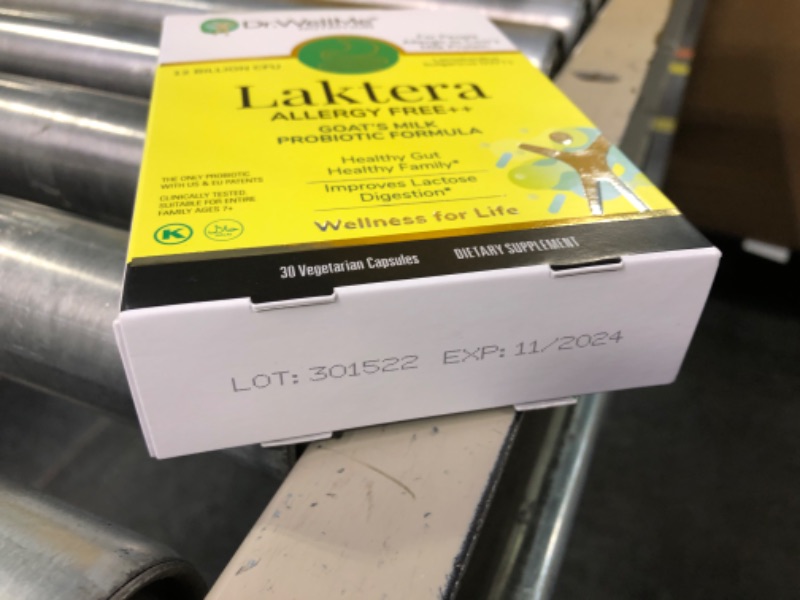 Dr.WellMe
12 BILLION CFU
Laktera
ALLERGY FREE++
GOAT'S MILK
PROBIOTIC FORMULA
Healthy Gut
Healthy Family*
Improves Lactose
Digestion*
Wellness for Life
THE ONLY PROBIOTIC
WITH US & EU PATENTS
CLINICALLY TESTED,
SUITABLE FOR ENTIRE
FAMILY AGES 7+
K
30 Vegetarian Capsules
DIETARY SUPPLEMENT
LOT: 301522 EXP: 11/2024